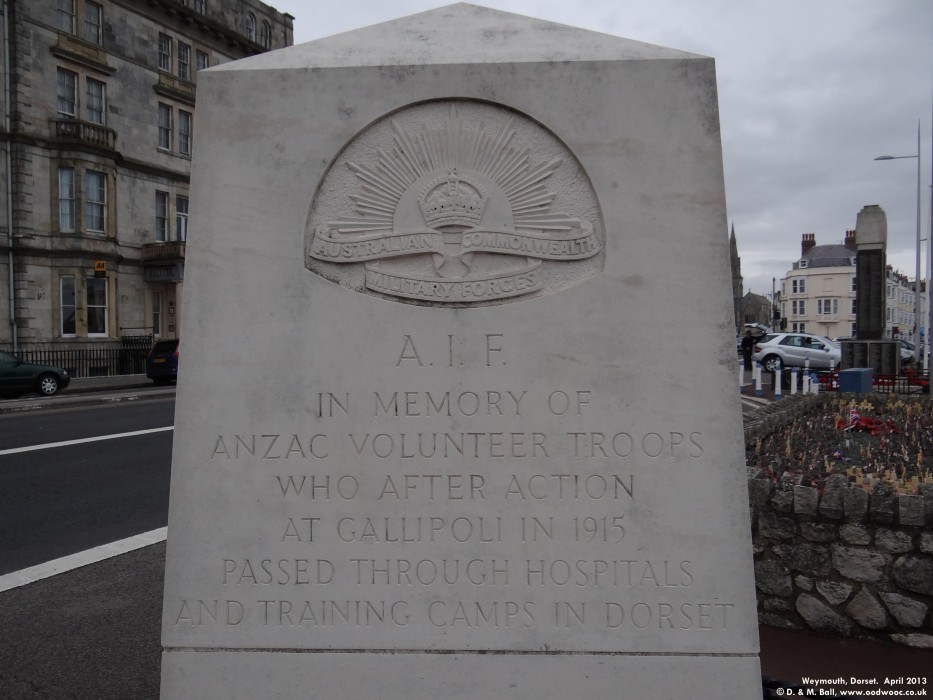 AUSTRALIAN COMMONWEALTH
MILITARY FORCES
A.I.F.
IN MEMORY OF
ANZAC VOLUNTEER TROOPS
WHO AFTER ACTION
AT GALLIPOLI IN 1915
PASSED THROUGH HOSPITALS
AND TRAINING CAMPS IN DORSET
AA
Weymouth, Dorset. April 2013
© D. & M. Ball, www.oodwooc.co.uk